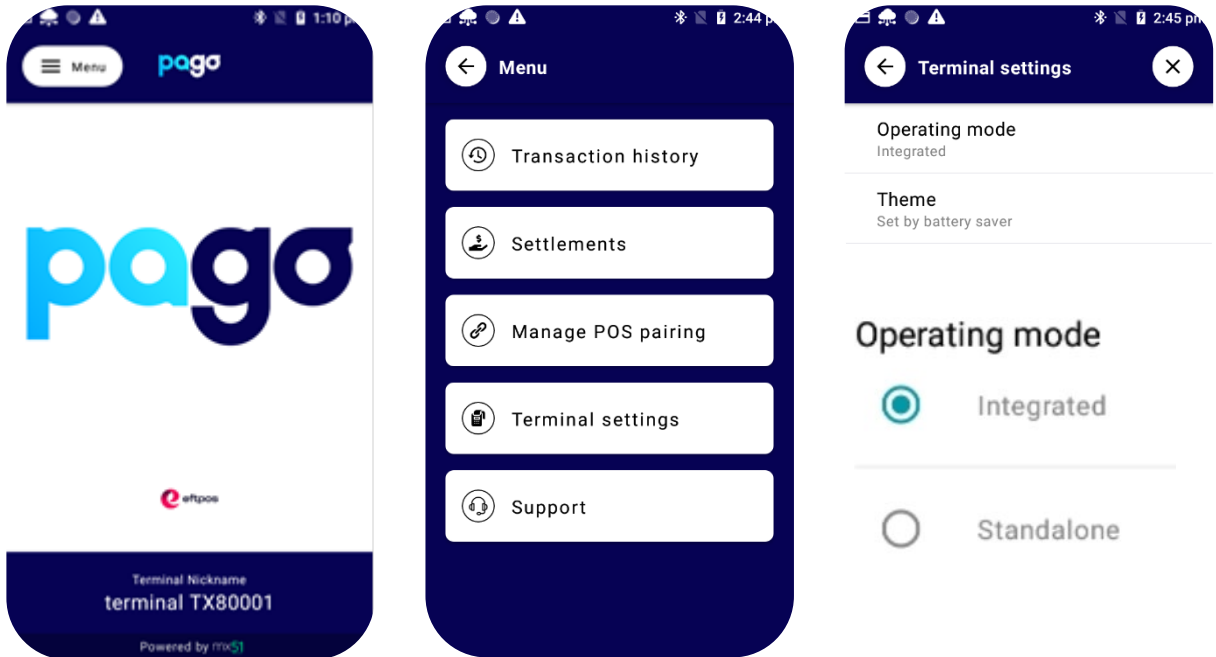 1:10 p
Menu
pago
pago
eftpos
Terminal Nickname
terminal TX80001
Powered by mx51
2:44 p
Menu
Transaction history
Settlements
Manage POS pairing
Terminal settings
Support
2:45 pm
Terminal settings
Operating mode
Integrated
Theme
Set by battery saver
Operating mode
Integrated
Standalone